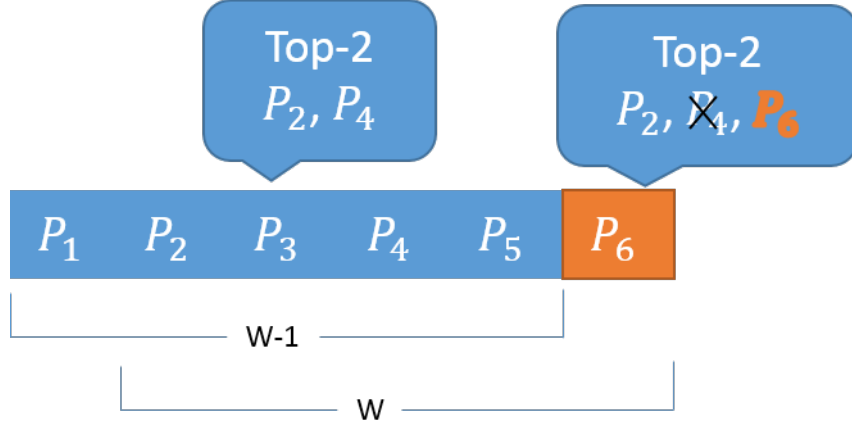 Top-2
P₂, P₄
Top-2
P₂, P₄, P₆
P₁ P₂ P₃ P₄ P₅ P₆
W-1
W